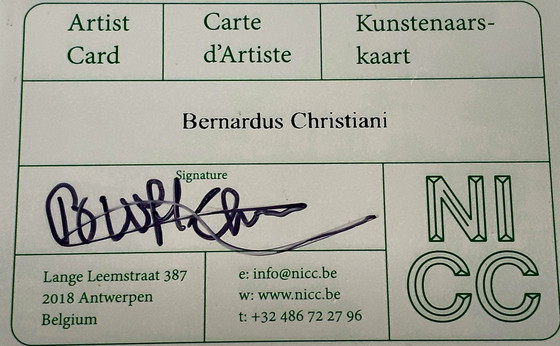 Artist
Card
Carte
d'Artiste
Kunstenaars-
kaart
Bernardus Christiani
Signature
Lange Leemstraat 387
2018 Antwerpen
Belgium
e: info@nicc.be
w: www.nicc.be
t: +32 486 72 27 96
NI
CC